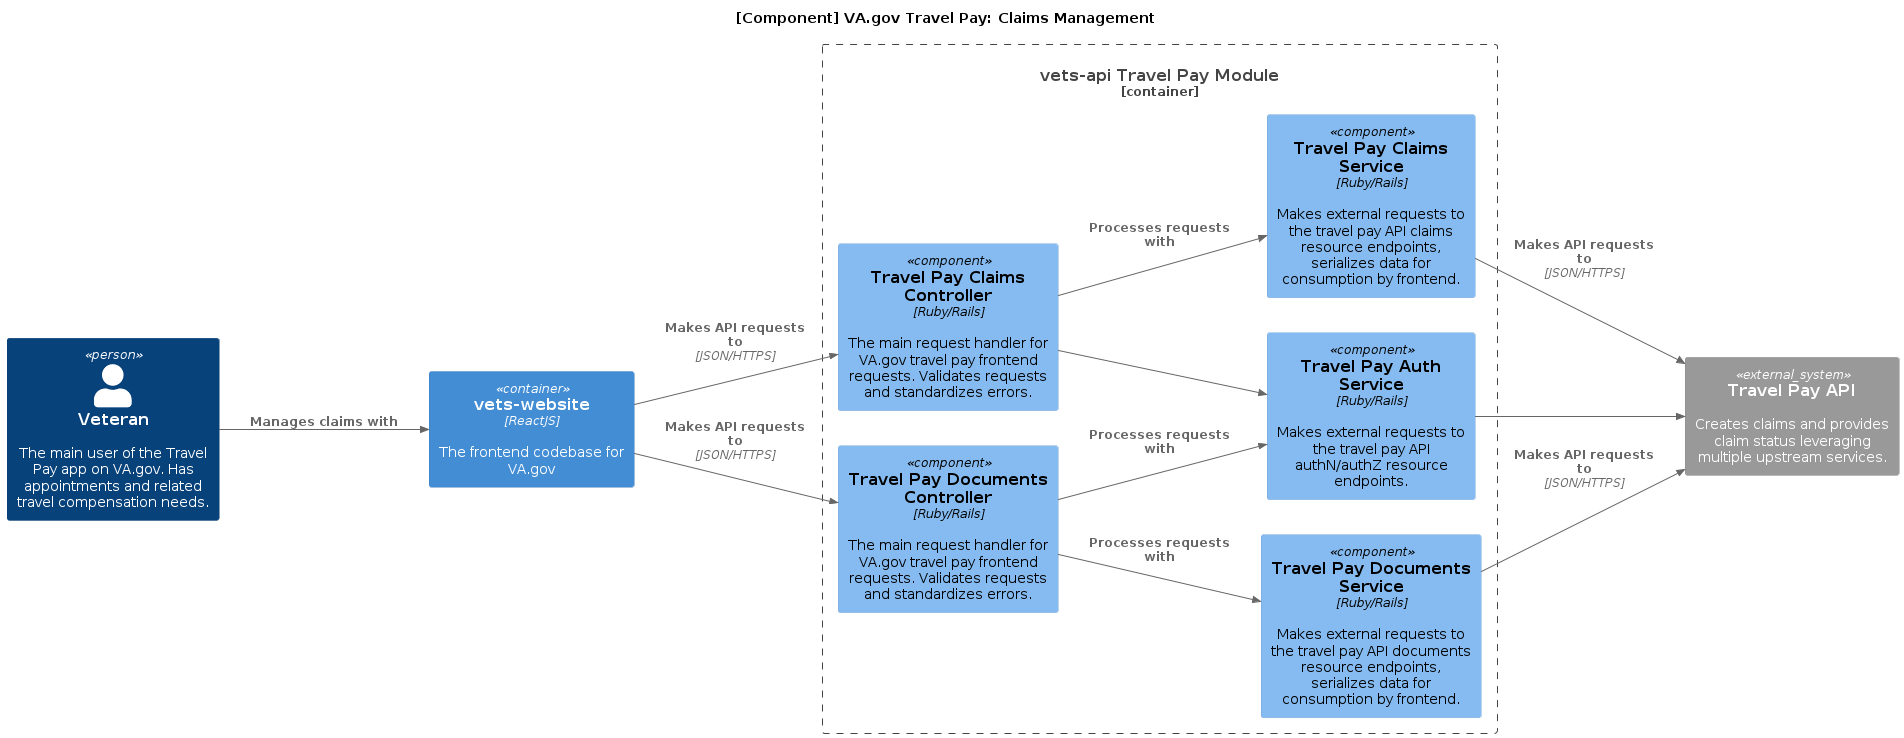 [Component] VA.gov Travel Pay: Claims Management
«person»
Veteran
The main user of the Travel
Pay app on VA.gov. Has
appointments and related
travel compensation needs.
Manages claims with
«container»
vets-website
[ReactJS]
The frontend codebase for
VA.gov
Makes API requests
to
[JSON/HTTPS]
Makes API requests
to
[JSON/HTTPS]
vets-api Travel Pay Module
[container]
«component»
Travel Pay Claims
Controller
[Ruby/Rails]
The main request handler for
VA.gov travel pay frontend
requests. Validates requests
and standardizes errors.
«component»
Travel Pay Documents
Controller
[Ruby/Rails]
The main request handler for
VA.gov travel pay frontend
requests. Validates requests
and standardizes errors.
Processes requests
with
Processes requests
with
Processes requests
with
«component»
Travel Pay Claims
Service
[Ruby/Rails]
Makes external requests to
the travel pay API claims
resource endpoints,
serializes data for
consumption by frontend.
«component»
Travel Pay Auth
Service
[Ruby/Rails]
Makes external requests to
the travel pay API
authN/authZ resource
endpoints.
«component»
Travel Pay Documents
Service
[Ruby/Rails]
Makes external requests to
the travel pay API documents
resource endpoints,
serializes data for
consumption by frontend.
Makes API requests
to
[JSON/HTTPS]
Makes API requests
to
[JSON/HTTPS]
«external_system»
Travel Pay API
Creates claims and provides
claim status leveraging
multiple upstream services.